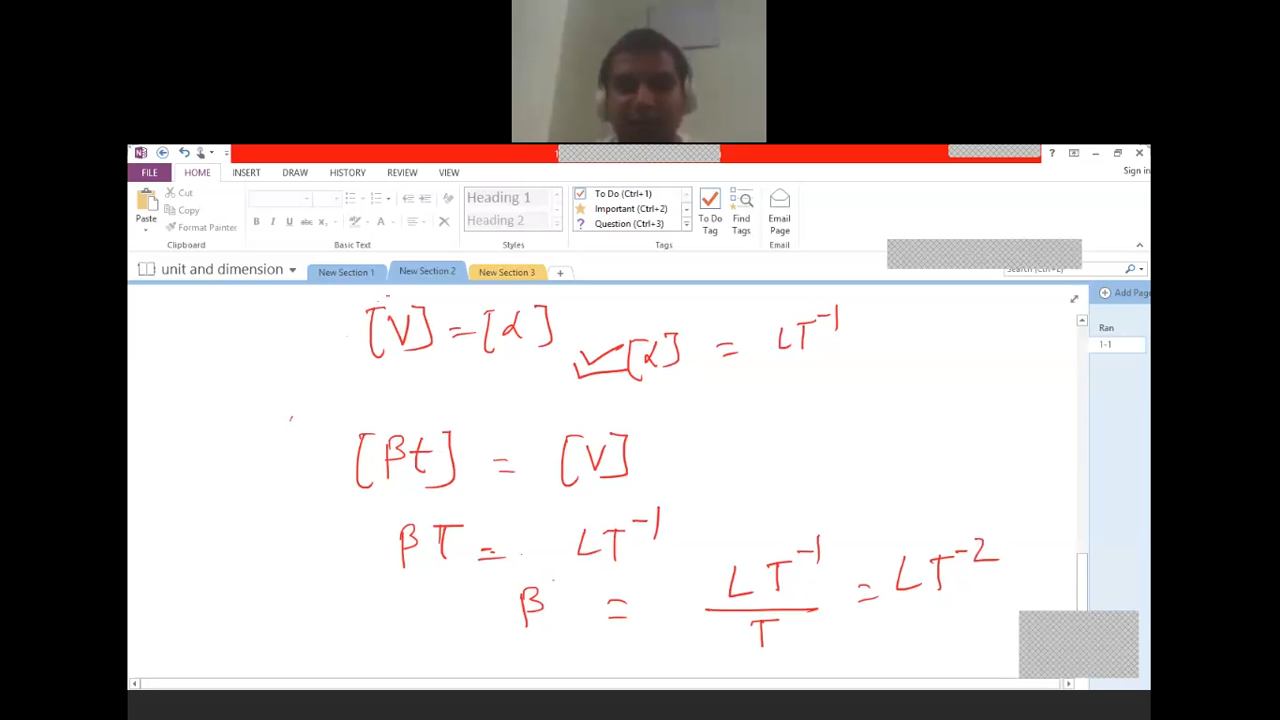 FILE HOME INSERT DRAW HISTORY REVIEW VIEW
Sign in
Paste
Cut
Copy
Format Painter
Clipboard
B I U abc X₂ A
Basic Text
Heading 1
Heading 2
Styles
To Do (Ctrl+1)
Important (Ctrl+2)
Question (Ctrl+3)
Tags
To Do Tag
Find Tags
Email Page
Email
unit and dimension
New Section 1
New Section 2
New Section 3
Add Page
Ran
1-1
[V] = [α]
[α] = LT⁻¹
[βt] = [V]
βT = LT⁻¹
β = LT⁻¹/T = LT⁻²